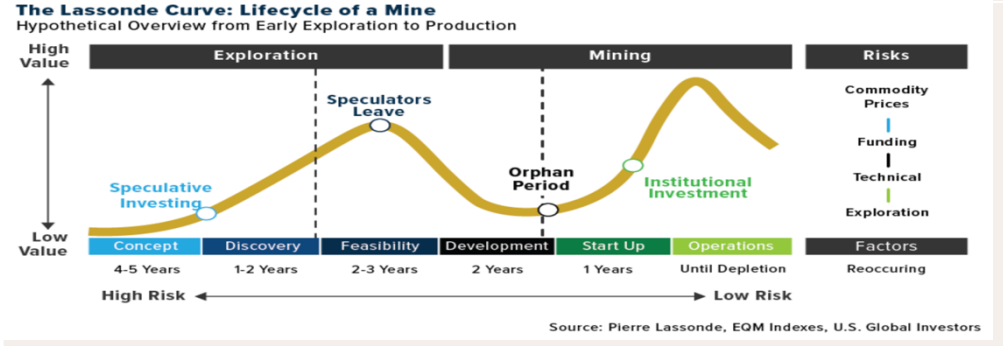 The Lassonde Curve: Lifecycle of a Mine
Hypothetical Overview from Early Exploration to Production
High
Value
Exploration
Mining
Risks
Speculators
Leave
Commodity
Prices
Funding
Orphan
Period
Technical
Speculative
Investing
Institutional
Investment
Exploration
Low
Value
Concept
Discovery
Feasibility
Development
Start Up
Operations
Factors
4-5 Years
1-2 Years
2-3 Years
2 Years
1 Year
Until Depletion
Reoccuring
High Risk
Low Risk
Source: Pierre Lassonde, EQM Indexes, U.S. Global Investors